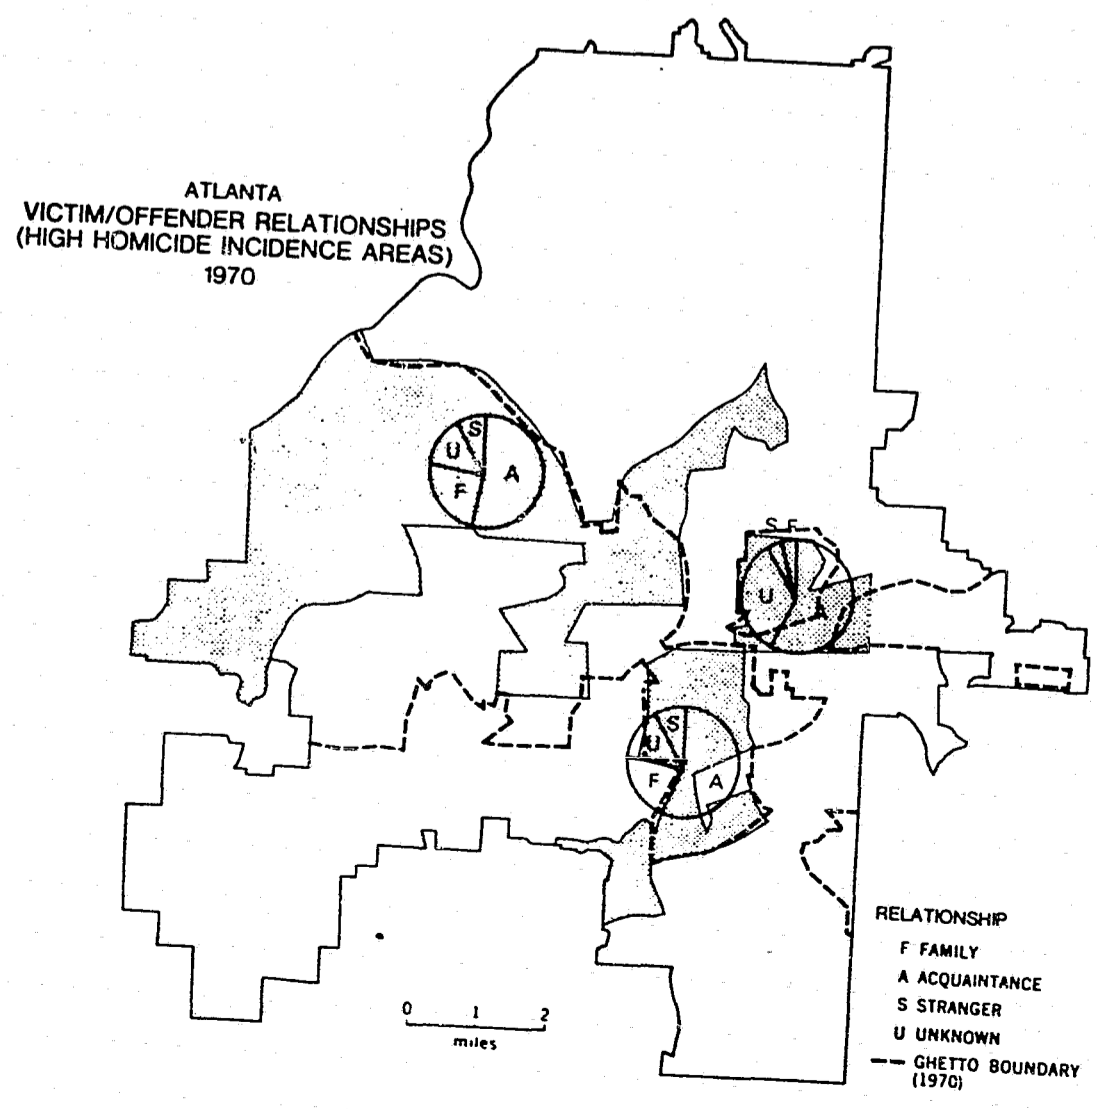 ATLANTA
VICTIM/OFFENDER RELATIONSHIPS
(HIGH HOMICIDE INCIDENCE AREAS)
1970
S
U
A
F
S F
U
A
S
U
F
A
RELATIONSHIP
F FAMILY
A ACQUAINTANCE
S STRANGER
U UNKNOWN
GHETTO BOUNDARY
(1970)
0 1 2
miles